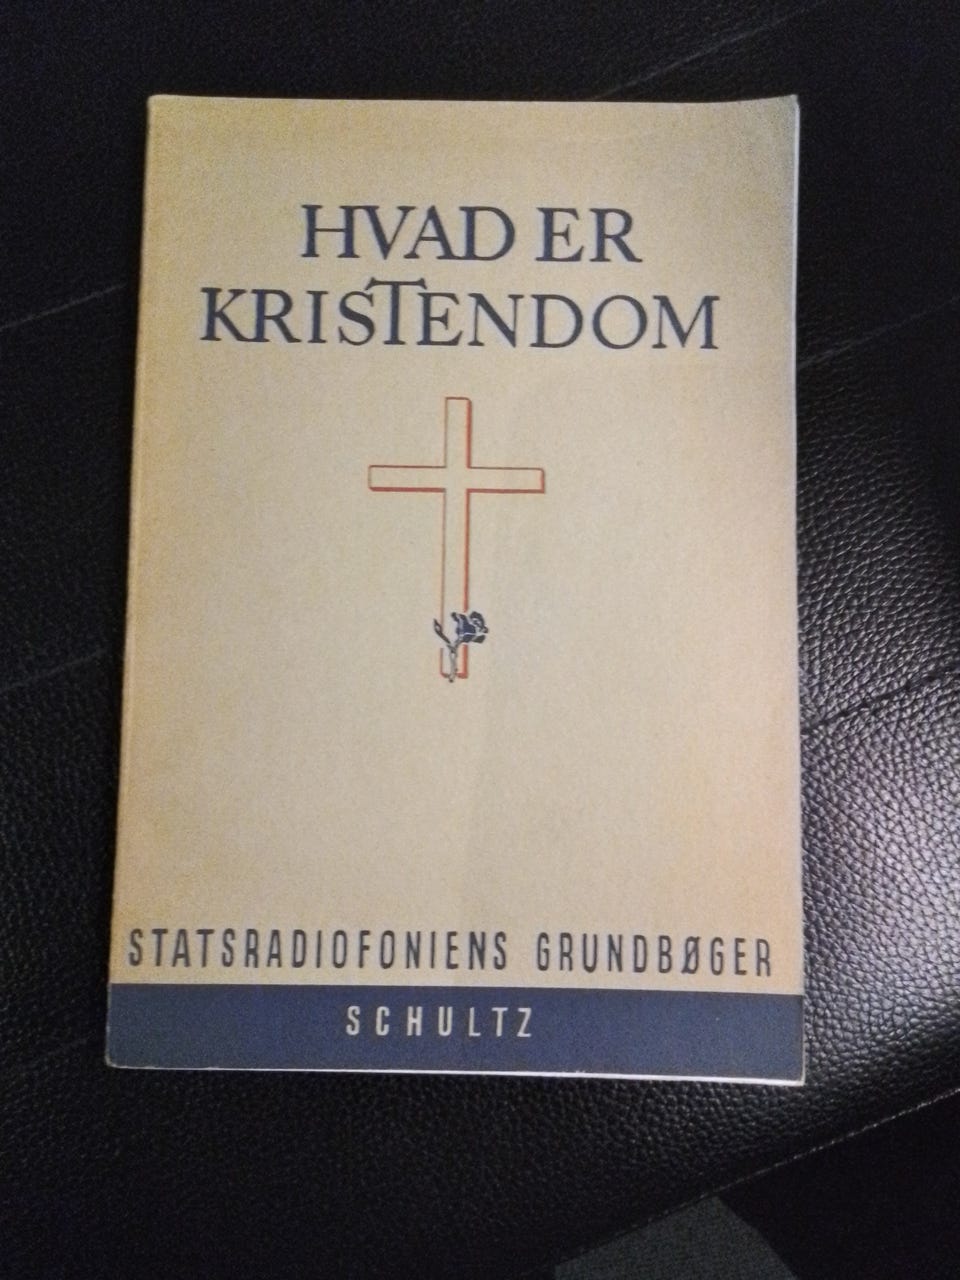 HVAD ER
KRISTENDOM
STATSRADIOFONIENS GRUNDBØGER
SCHULTZ